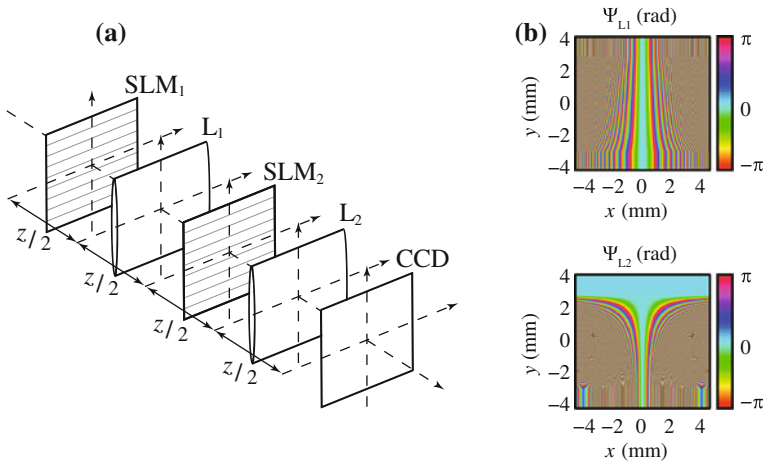 (a)
SLM₁
L₁
SLM₂
L₂
CCD
z/2
z/2
z/2
z/2
(b)
Ψ_L1 (rad)
4
2
0
−2
−4
y (mm)
−4 −2 0 2 4
x (mm)
π
0
−π
Ψ_L2 (rad)
4
2
0
−2
−4
y (mm)
−4 −2 0 2 4
x (mm)
π
0
−π